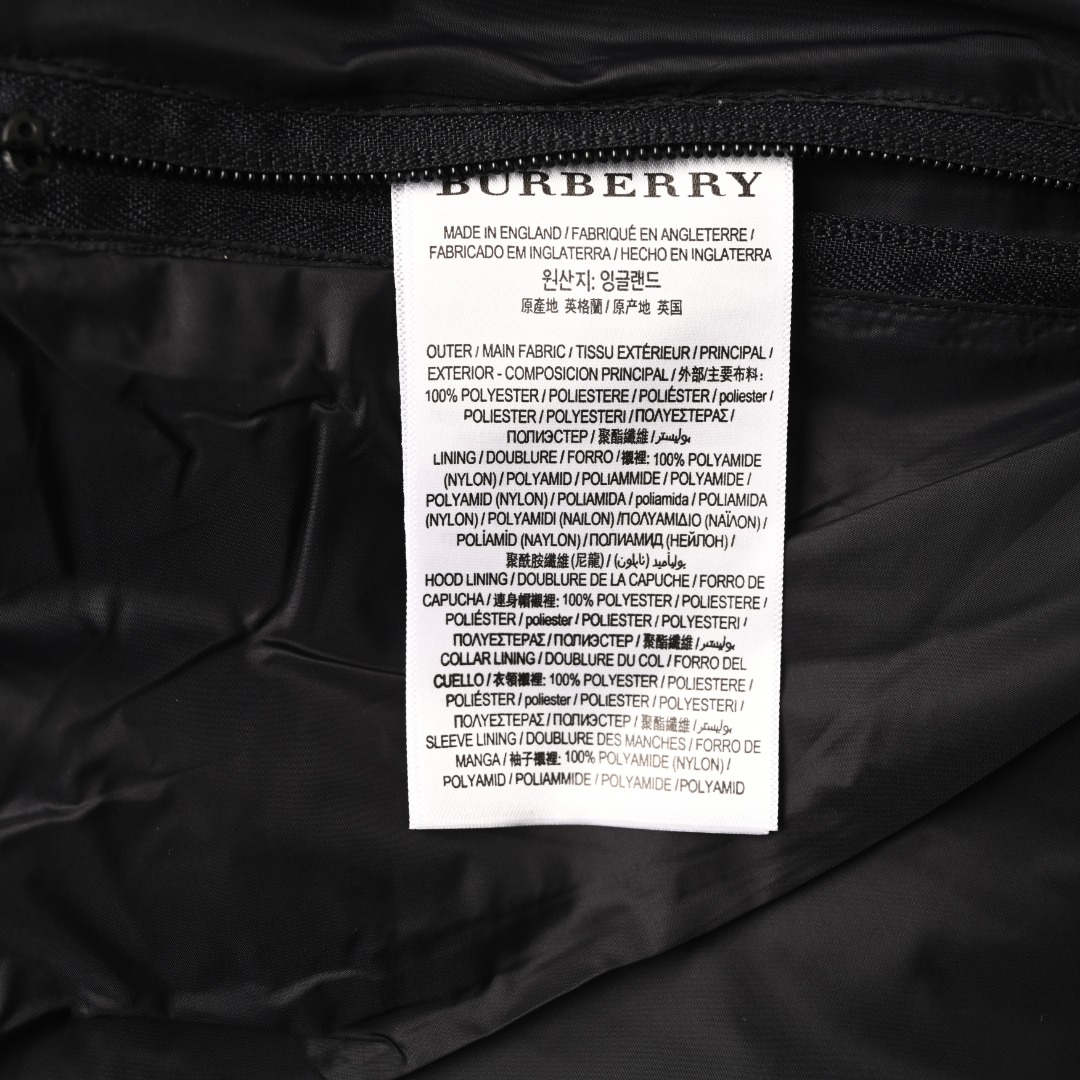 BURBERRY
MADE IN ENGLAND / FABRIQUÉ EN ANGLETERRE /
FABRICADO EM INGLATERRA / HECHO EN INGLATERRA
원산지: 잉글랜드
原產地 英格蘭 / 原产地 英国
OUTER / MAIN FABRIC / TISSU EXTÉRIEUR / PRINCIPAL /
EXTERIOR - COMPOSICION PRINCIPAL / 外部/主要布料:
100% POLYESTER / POLIESTERE / POLIÉSTER / poliester /
POLIESTER / POLYESTERI / ΠΟΛΥΕΣΤΕΡΑΣ /
ПОЛИЭСТЕР / 聚酯纖維 / بوليستر
LINING / DOUBLURE / FORRO / 襯裡: 100% POLYAMIDE
(NYLON) / POLYAMID / POLIAMMIDE / POLYAMIDE /
POLYAMID (NYLON) / POLIAMIDA / poliamida / POLIAMIDA
(NYLON) / POLYAMIDI (NAILON) /ΠΟΛΥΑΜΙΔΙΟ (ΝΑΪΛΟΝ) /
POLİAMİD (NAYLON) / ПОЛИАМИД (НЕЙЛОН) /
聚酰胺纖維 (尼龍) / بوليأميد (نايلون)
HOOD LINING / DOUBLURE DE LA CAPUCHE / FORRO DE
CAPUCHA / 連身帽襯裡: 100% POLYESTER / POLIESTERE /
POLIÉSTER / poliester / POLIESTER / POLYESTERI /
ΠΟΛΥΕΣΤΕΡΑΣ / ПОЛИЭСТЕР / 聚酯纖維 / بوليستر
COLLAR LINING / DOUBLURE DU COL / FORRO DEL
CUELLO / 衣領襯裡: 100% POLYESTER / POLIESTERE /
POLIÉSTER / poliester / POLIESTER / POLYESTERI /
ΠΟΛΥΕΣΤΕΡΑΣ / ПОЛИЭСТЕР / 聚酯纖維 / بوليستر
SLEEVE LINING / DOUBLURE DES MANCHES / FORRO DE
MANGA / 袖子襯裡: 100% POLYAMIDE (NYLON) /
POLYAMID / POLIAMMIDE / POLYAMIDE /POLYAMID